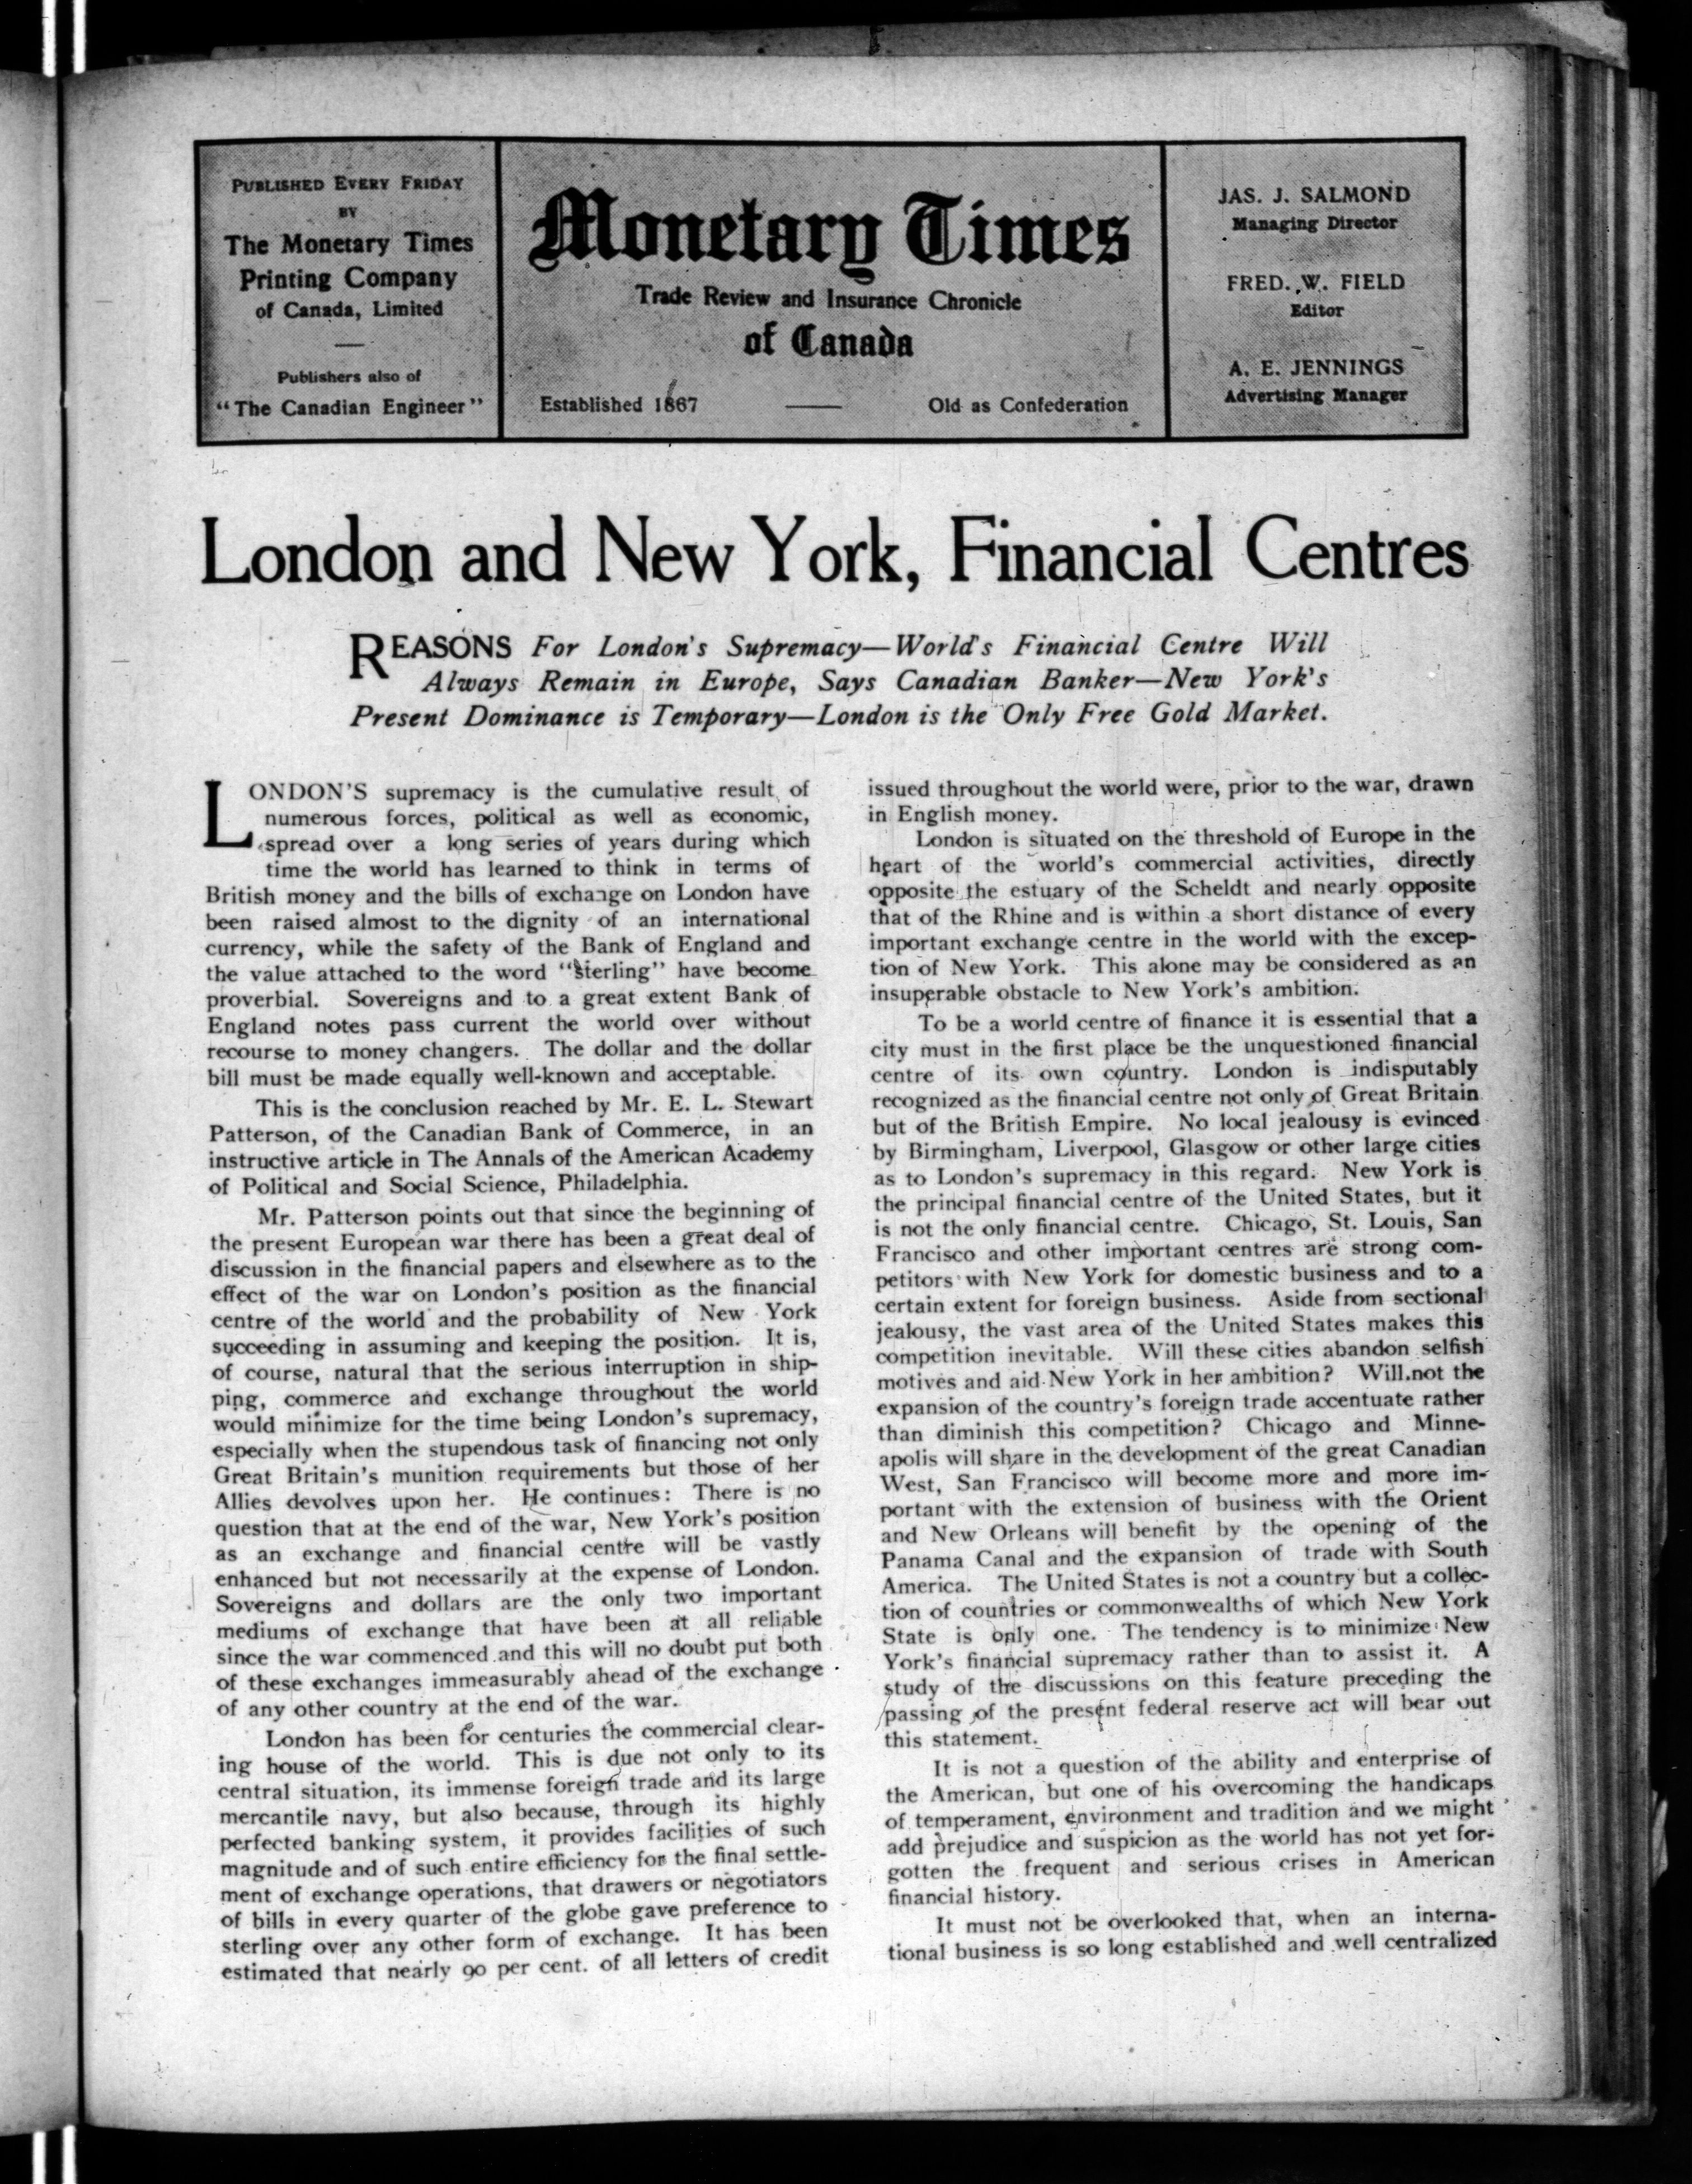 PUBLISHED EVERY FRIDAY
BY
The Monetary Times
Printing Company
of Canada, Limited
Publishers also of
"The Canadian Engineer"
Monetary Times
Trade Review and Insurance Chronicle
of Canada
Established 1867
Old as Confederation
JAS. J. SALMOND
Managing Director
FRED. W. FIELD
Editor
A. E. JENNINGS
Advertising Manager
London and New York, Financial Centres
REASONS For London's Supremacy—World's Financial Centre Will
Always Remain in Europe, Says Canadian Banker—New York's
Present Dominance is Temporary—London is the Only Free Gold Market.
LONDON'S supremacy is the cumulative result of
numerous forces, political as well as economic,
spread over a long series of years during which
time the world has learned to think in terms of
British money and the bills of exchange on London have
been raised almost to the dignity of an international
currency, while the safety of the Bank of England and
the value attached to the word "sterling" have become
proverbial. Sovereigns and to a great extent Bank of
England notes pass current the world over without
recourse to money changers. The dollar and the dollar
bill must be made equally well-known and acceptable.
This is the conclusion reached by Mr. E. L. Stewart
Patterson, of the Canadian Bank of Commerce, in an
instructive article in The Annals of the American Academy
of Political and Social Science, Philadelphia.
Mr. Patterson points out that since the beginning of
the present European war there has been a great deal of
discussion in the financial papers and elsewhere as to the
effect of the war on London's position as the financial
centre of the world and the probability of New York
succeeding in assuming and keeping the position. It is,
of course, natural that the serious interruption in ship-
ping, commerce and exchange throughout the world
would minimize for the time being London's supremacy,
especially when the stupendous task of financing not only
Great Britain's munition requirements but those of her
Allies devolves upon her. He continues: There is no
question that at the end of the war, New York's position
as an exchange and financial centre will be vastly
enhanced but not necessarily at the expense of London.
Sovereigns and dollars are the only two important
mediums of exchange that have been at all reliable
since the war commenced and this will no doubt put both
of these exchanges immeasurably ahead of the exchange
of any other country at the end of the war.
London has been for centuries the commercial clear-
ing house of the world. This is due not only to its
central situation, its immense foreign trade and its large
mercantile navy, but also because, through its highly
perfected banking system, it provides facilities of such
magnitude and of such entire efficiency for the final settle-
ment of exchange operations, that drawers or negotiators
of bills in every quarter of the globe gave preference to
sterling over any other form of exchange. It has been
estimated that nearly 90 per cent. of all letters of credit
issued throughout the world were, prior to the war, drawn
in English money.
London is situated on the threshold of Europe in the
heart of the world's commercial activities, directly
opposite the estuary of the Scheldt and nearly opposite
that of the Rhine and is within a short distance of every
important exchange centre in the world with the excep-
tion of New York. This alone may be considered as an
insuperable obstacle to New York's ambition.
To be a world centre of finance it is essential that a
city must in the first place be the unquestioned financial
centre of its own country. London is indisputably
recognized as the financial centre not only of Great Britain
but of the British Empire. No local jealousy is evinced
by Birmingham, Liverpool, Glasgow or other large cities
as to London's supremacy in this regard. New York is
the principal financial centre of the United States, but it
is not the only financial centre. Chicago, St. Louis, San
Francisco and other important centres are strong com-
petitors with New York for domestic business and to a
certain extent for foreign business. Aside from sectional
jealousy, the vast area of the United States makes this
competition inevitable. Will these cities abandon selfish
motives and aid New York in her ambition? Will not the
expansion of the country's foreign trade accentuate rather
than diminish this competition? Chicago and Minne-
apolis will share in the development of the great Canadian
West, San Francisco will become more and more im-
portant with the extension of business with the Orient
and New Orleans will benefit by the opening of the
Panama Canal and the expansion of trade with South
America. The United States is not a country but a collec-
tion of countries or commonwealths of which New York
State is only one. The tendency is to minimize New
York's financial supremacy rather than to assist it. A
study of the discussions on this feature preceding the
passing of the present federal reserve act will bear out
this statement.
It is not a question of the ability and enterprise of
the American, but one of his overcoming the handicaps
of temperament, environment and tradition and we might
add prejudice and suspicion as the world has not yet for-
gotten the frequent and serious crises in American
financial history.
It must not be overlooked that, when an interna-
tional business is so long established and well centralized